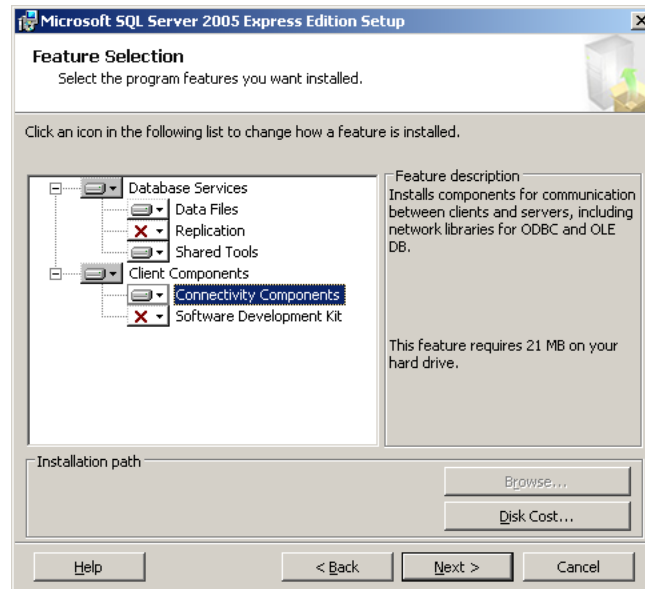 Microsoft SQL Server 2005 Express Edition Setup
Feature Selection
Select the program features you want installed.
Click an icon in the following list to change how a feature is installed.
Database Services
Data Files
Replication
Shared Tools
Client Components
Connectivity Components
Software Development Kit
Feature description
Installs components for communication
between clients and servers, including
network libraries for ODBC and OLE
DB.
This feature requires 21 MB on your
hard drive.
Installation path
Browse...
Disk Cost...
Help
< Back
Next >
Cancel